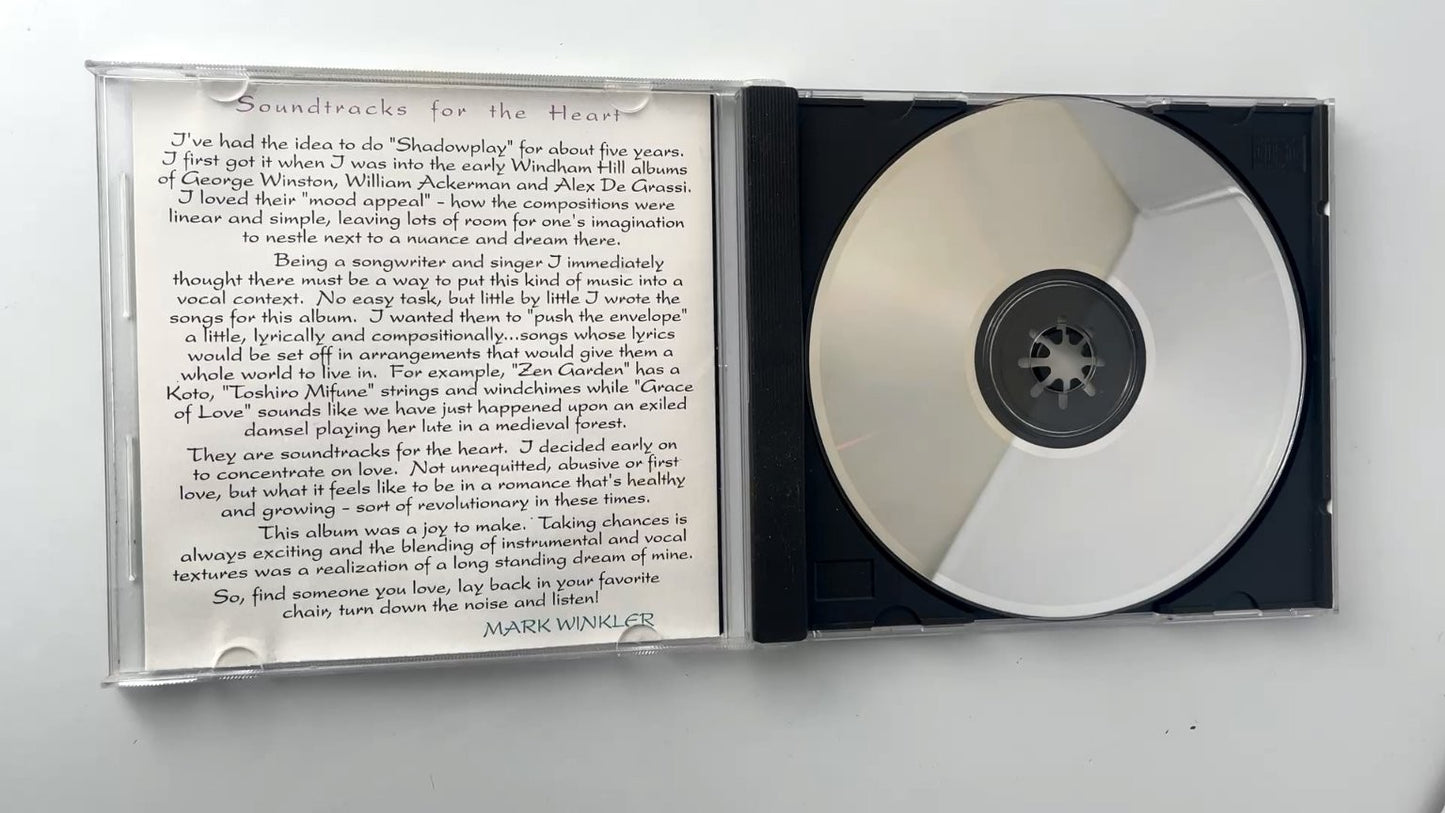 Soundtracks for the Heart
I've had the idea to do "Shadowplay" for about five years.
I first got it when I was into the early Windham Hill albums
of George Winston, William Ackerman and Alex De Grassi.
I loved their "mood appeal" - how the compositions were
linear and simple, leaving lots of room for one's imagination
to nestle next to a nuance and dream there.
Being a songwriter and singer I immediately
thought there must be a way to put this kind of music into a
vocal context. No easy task, but little by little I wrote the
songs for this album. I wanted them to "push the envelope"
a little, lyrically and compositionally...songs whose lyrics
would be set off in arrangements that would give them a
whole world to live in. For example, "Zen Garden" has a
Koto, "Toshiro Mifune" strings and windchimes while "Grace
of Love" sounds like we have just happened upon an exiled
damsel playing her lute in a medieval forest.
They are soundtracks for the heart. I decided early on
to concentrate on love. Not unrequitted, abusive or first
love, but what it feels like to be in a romance that's healthy
and growing - sort of revolutionary in these times.
This album was a joy to make. Taking chances is
always exciting and the blending of instrumental and vocal
textures was a realization of a long standing dream of mine.
So, find someone you love, lay back in your favorite
chair, turn down the noise and listen!
MARK WINKLER